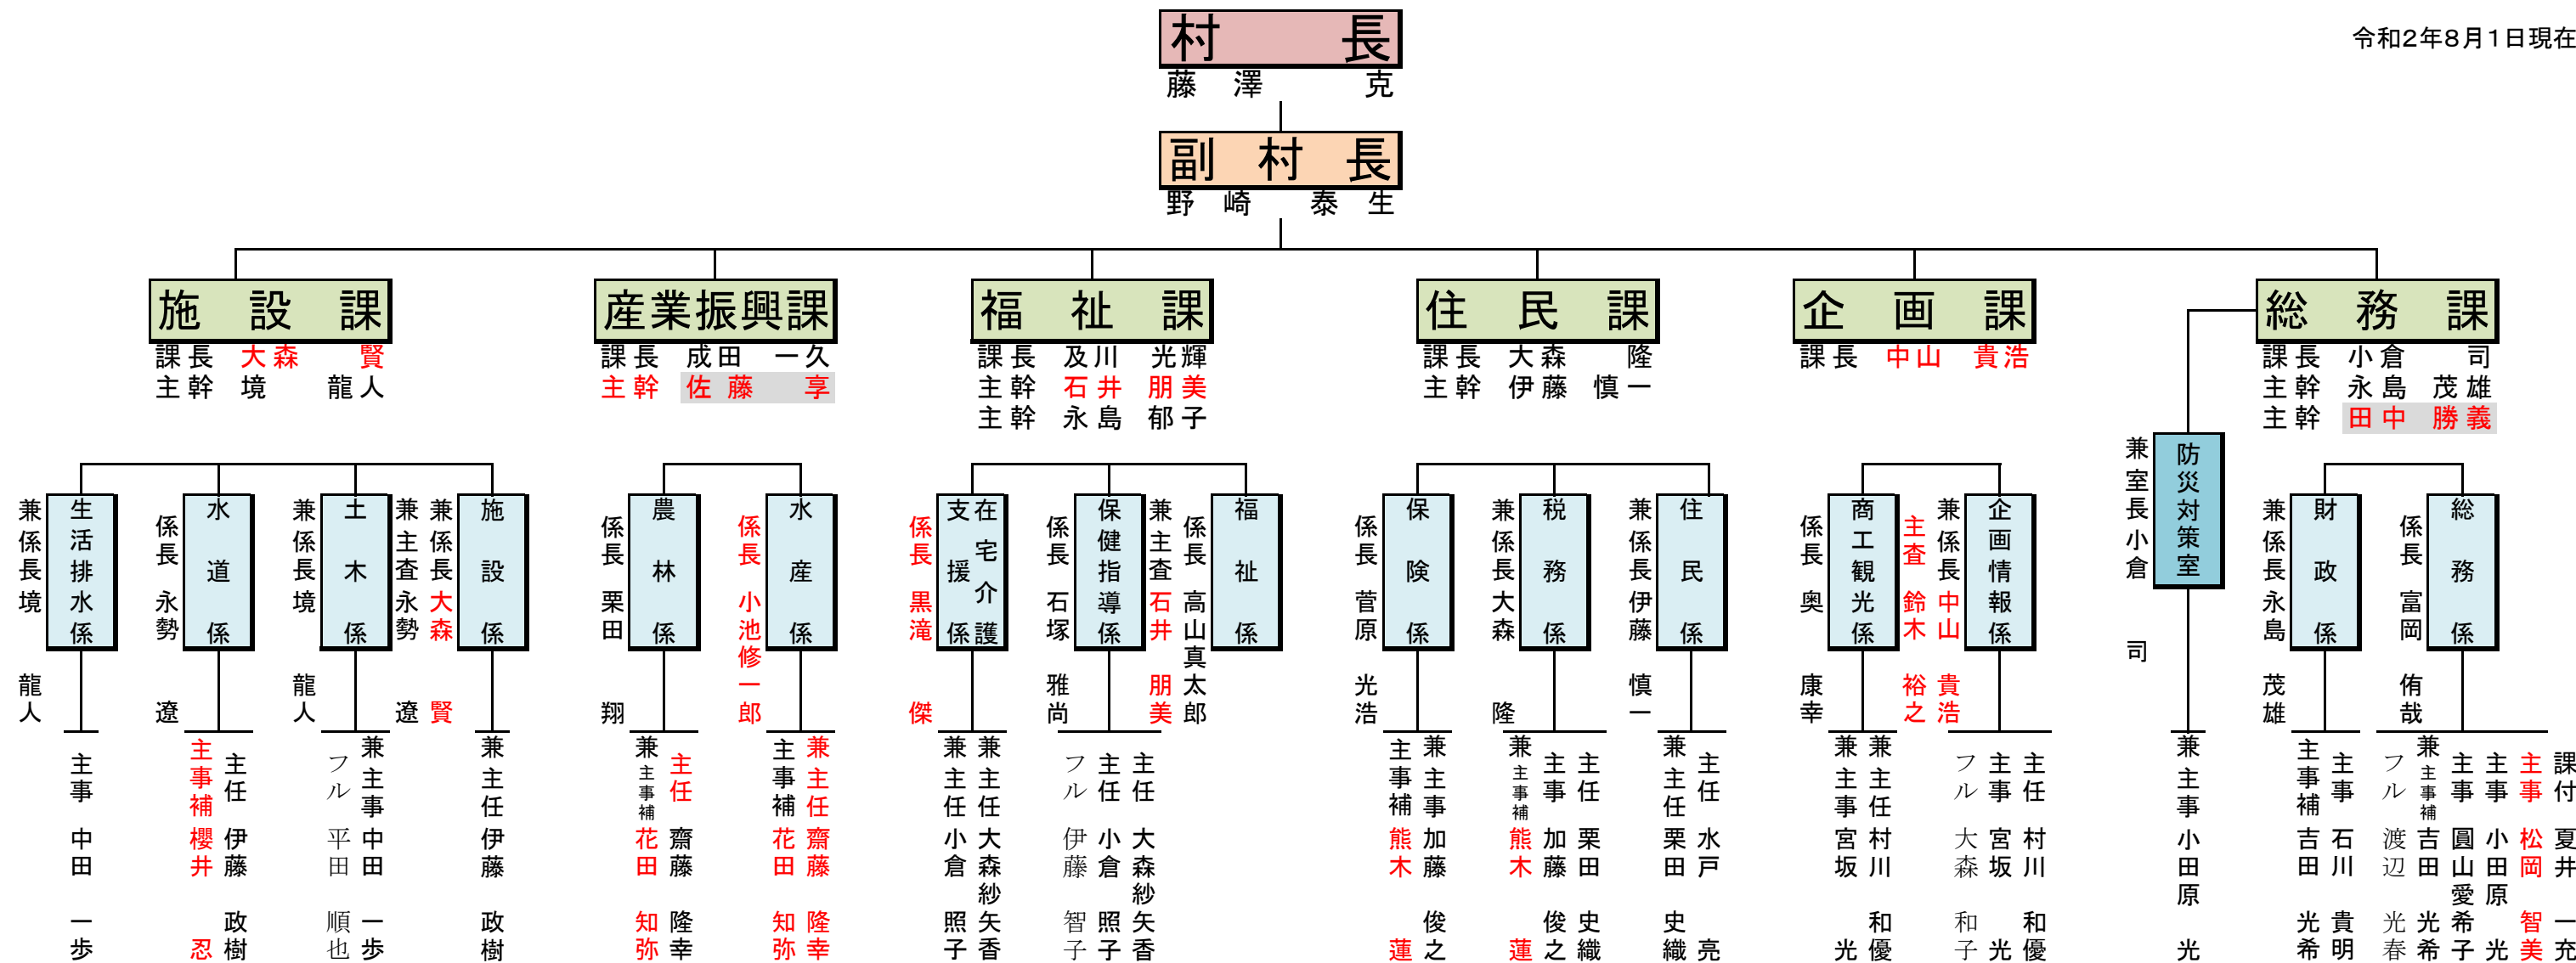 令和2年8月1日現在
村長
藤澤 克
副村長
野崎 泰生
施設課
課長 大森 賢
主幹 境 龍人
産業振興課
課長 成田 一久
主幹 佐藤 享
福祉課
課長 及川 光輝
主幹 石井 朋美
主幹 永島 郁子
住民課
課長 大森 隆
主幹 伊藤 慎一
企画課
課長 中山 貴浩
総務課
課長 小倉 司
主幹 永島 茂雄
主幹 田中 勝義
防災対策室
兼室長 小倉 司
兼主事 小田原 光
総務係
係長 富岡 侑哉
課付 夏井 一充
主事 松岡 智美
主事 小田原 光
主事 圓山 愛希子
兼主事補 吉田 光希
フル 渡辺 光春
財政係
兼係長 永島 茂雄
主事 石川 貴明
主事補 吉田 光希
企画情報係
兼係長 中山 貴浩
主査 鈴木 裕之
主任 村川 和優
主事 宮坂 光
フル 大森 和子
商工観光係
係長 奥 康幸
兼主任 村川 和優
兼主事 宮坂 光
住民係
兼係長 伊藤 慎一
主任 水戸 亮
兼主任 栗田 史織
税務係
兼係長 大森 隆
主任 栗田 史織
主事 加藤 俊之
兼主事補 熊木 蓮
保険係
係長 菅原 光浩
兼主事 加藤 俊之
主事補 熊木 蓮
福祉係
係長 高山 真太郎
兼主査 石井 朋美
保健指導係
係長 石塚 雅尚
主任 大森 紗矢香
主任 小倉 照子
フル 伊藤 智子
在宅介護支援係
係長 黒滝 傑
兼主任 大森 紗矢香
兼主任 小倉 照子
水産係
係長 小池 修一郎
兼主任 齋藤 隆幸
主事補 花田 知弥
農林係
係長 栗田 翔
主任 齋藤 隆幸
兼主事補 花田 知弥
施設係
兼係長 大森 賢
兼主査 永勢 遼
兼主任 伊藤 政樹
土木係
兼係長 境 龍人
兼主事 中田 一歩
フル 平田 順也
水道係
係長 永勢 遼
主任 伊藤 政樹
主事補 櫻井 忍
生活排水係
兼係長 境 龍人
主事 中田 一歩